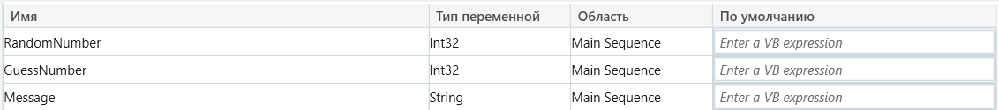 Имя Тип переменной Область По умолчанию
RandomNumber Int32 Main Sequence Enter a VB expression
GuessNumber Int32 Main Sequence Enter a VB expression
Message String Main Sequence Enter a VB expression